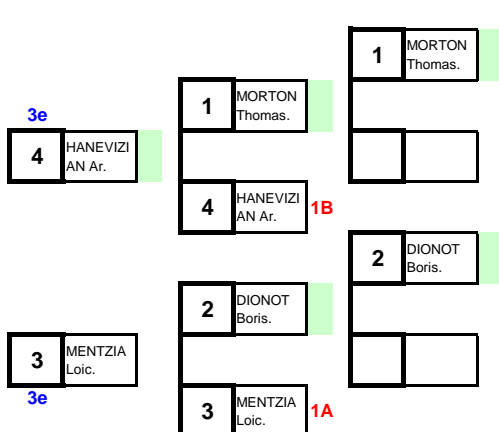 3e
4 HANEVIZI
AN Ar.
3 MENTZIA
Loic.
3e
1 MORTON
Thomas.
4 HANEVIZI
AN Ar. 1B
2 DIONOT
Boris.
3 MENTZIA
Loic. 1A
1 MORTON
Thomas.
2 DIONOT
Boris.